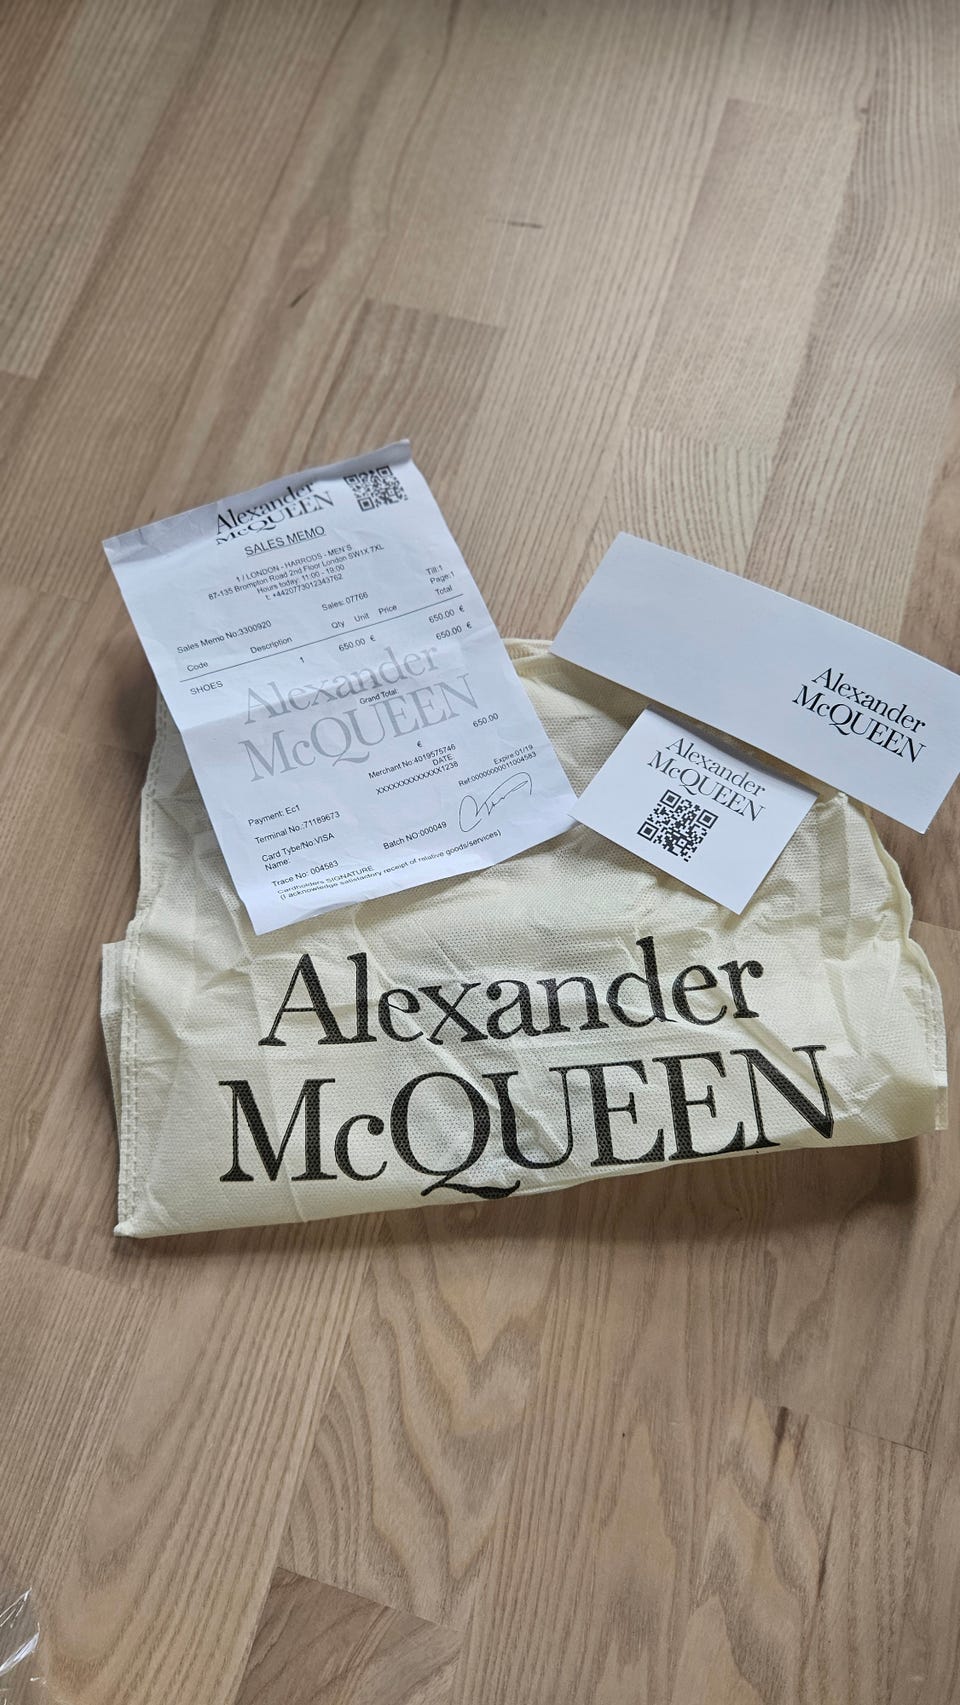 Alexander
McQUEEN
SALES MEMO
1 / LONDON - HARRODS - MEN'S
87-135 Brompton Road 2nd Floor London SW1X 7XL
Hours today: 11:00 - 19:00
t: +4420773012343762
Till:1
Page:1
Sales Memo No:3300920 Sales: 07766
Code Description Qty Unit Price Total
SHOES 1 650.00 € 650.00 €
650.00 €
Alexander
McQUEEN
Grand Total:
€ 650.00
Merchant No:4019575746
DATE
Payment: Ec1 XXXXXXXXXXXXXX1238 Expire:01/19
Terminal No.:71189673 Ref:00000000011004583
Card Tybe/No:VISA
Name: Batch NO:000049
Trace No: 004583
Cardholders SIGNATURE
(I acknowledge satisfactory receipt of relative goods/services)
Alexander
McQUEEN
Alexander
McQUEEN
Alexander
McQUEEN